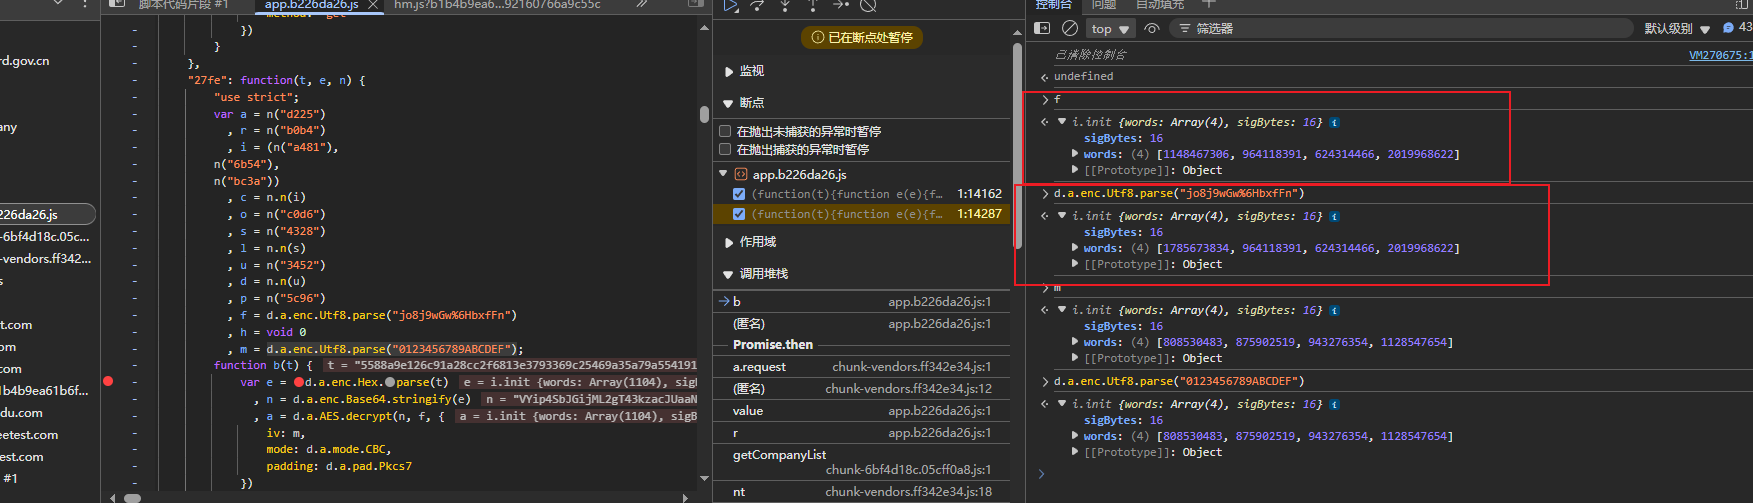 rd.gov.cn
any
226da26.js
-6bf4d18c.05c...
-vendors.ff342...
s
t.com
om
.com
1b4b9ea61b6f...
du.com
eetest.com
est.com
#1
脚本代码片段 #1
app.b226da26.js ×
hm.js?b1b4b9ea6...92160766a9c55c
method: "get"
})
}
},
"27fe": function(t, e, n) {
"use strict";
var a = n("d225")
, r = n("b0b4")
, i = (n("a481"),
n("6b54"),
n("bc3a"))
, c = n.n(i)
, o = n("c0d6")
, s = n("4328")
, l = n.n(s)
, u = n("3452")
, d = n.n(u)
, p = n("5c96")
, f = d.a.enc.Utf8.parse("jo8j9wGw%6HbxfFn")
, h = void 0
, m = d.a.enc.Utf8.parse("0123456789ABCDEF");
function b(t) { t = "5588a9e126c91a28cc2f6813e3793369c25469a35a79a554191
var e = d.a.enc.Hex.parse(t) e = i.init {words: Array(1104), sig
, n = d.a.enc.Base64.stringify(e) n = "VYip4SbJGijML2gT43kzacJUaaN
, a = d.a.AES.decrypt(n, f, { a = i.init {words: Array(1104), sigB
iv: m,
mode: d.a.mode.CBC,
padding: d.a.pad.Pkcs7
})
已在断点处暂停
监视
断点
在抛出未捕获的异常时暂停
在抛出捕获的异常时暂停
app.b226da26.js
(function(t){function e(e){f... 1:14162
(function(t){function e(e){f... 1:14287
作用域
调用堆栈
b app.b226da26.js:1
(匿名) app.b226da26.js:1
Promise.then
a.request chunk-vendors.ff342e34.js:1
(匿名) chunk-vendors.ff342e34.js:12
value app.b226da26.js:1
r app.b226da26.js:1
getCompanyList
chunk-6bf4d18c.05cff0a8.js:1
nt chunk-vendors.ff342e34.js:18
控制台 问题 自动填充
top 筛选器 默认级别 43
已清除控制台 VM270675:1
undefined
f
i.init {words: Array(4), sigBytes: 16}
sigBytes: 16
words: (4) [1148467306, 964118391, 624314466, 2019968622]
[[Prototype]]: Object
d.a.enc.Utf8.parse("jo8j9wGw%6HbxfFn")
i.init {words: Array(4), sigBytes: 16}
sigBytes: 16
words: (4) [1785673834, 964118391, 624314466, 2019968622]
[[Prototype]]: Object
m
i.init {words: Array(4), sigBytes: 16}
sigBytes: 16
words: (4) [808530483, 875902519, 943276354, 1128547654]
[[Prototype]]: Object
d.a.enc.Utf8.parse("0123456789ABCDEF")
i.init {words: Array(4), sigBytes: 16}
sigBytes: 16
words: (4) [808530483, 875902519, 943276354, 1128547654]
[[Prototype]]: Object